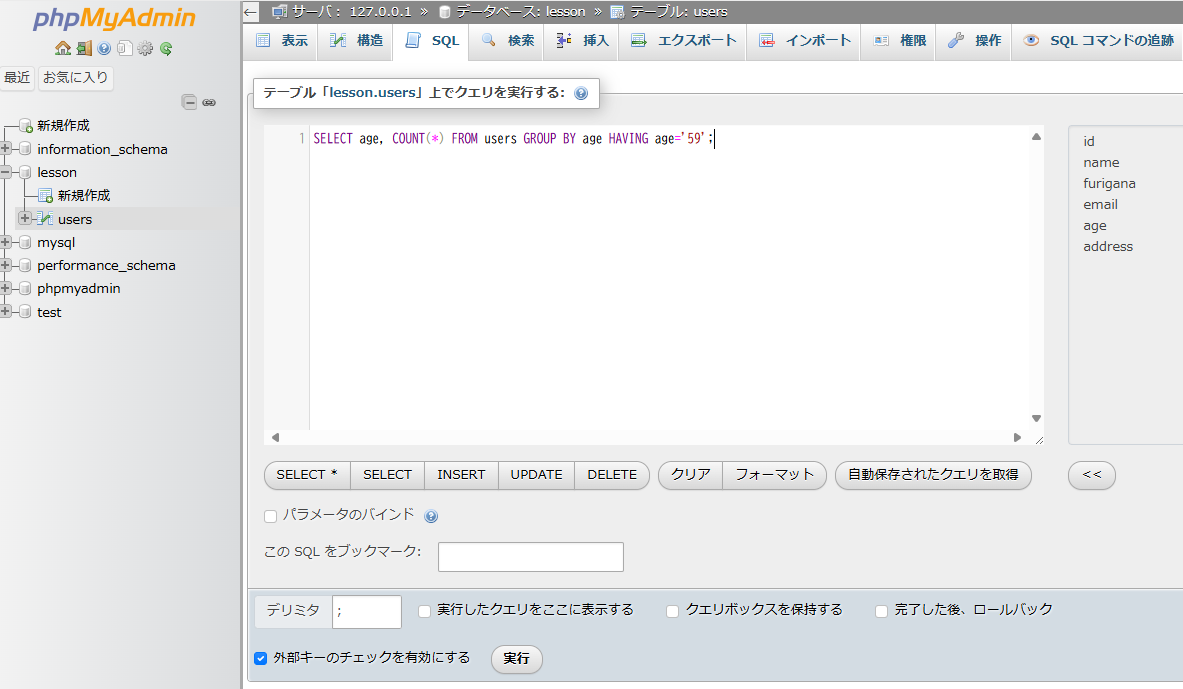 phpMyAdmin
最近 お気に入り
新規作成
information_schema
lesson
新規作成
users
mysql
performance_schema
phpmyadmin
test
サーバ: 127.0.0.1 » データベース: lesson » テーブル: users
表示 構造 SQL 検索 挿入 エクスポート インポート 権限 操作 SQL コマンドの追跡
テーブル「lesson.users」上でクエリを実行する:
1 SELECT age, COUNT(*) FROM users GROUP BY age HAVING age='59';
id
name
furigana
email
age
address
SELECT * SELECT INSERT UPDATE DELETE クリア フォーマット 自動保存されたクエリを取得 <<
パラメータのバインド
この SQL をブックマーク:
デリミタ ; 実行したクエリをここに表示する クエリボックスを保持する 完了した後、ロールバック
外部キーのチェックを有効にする 実行